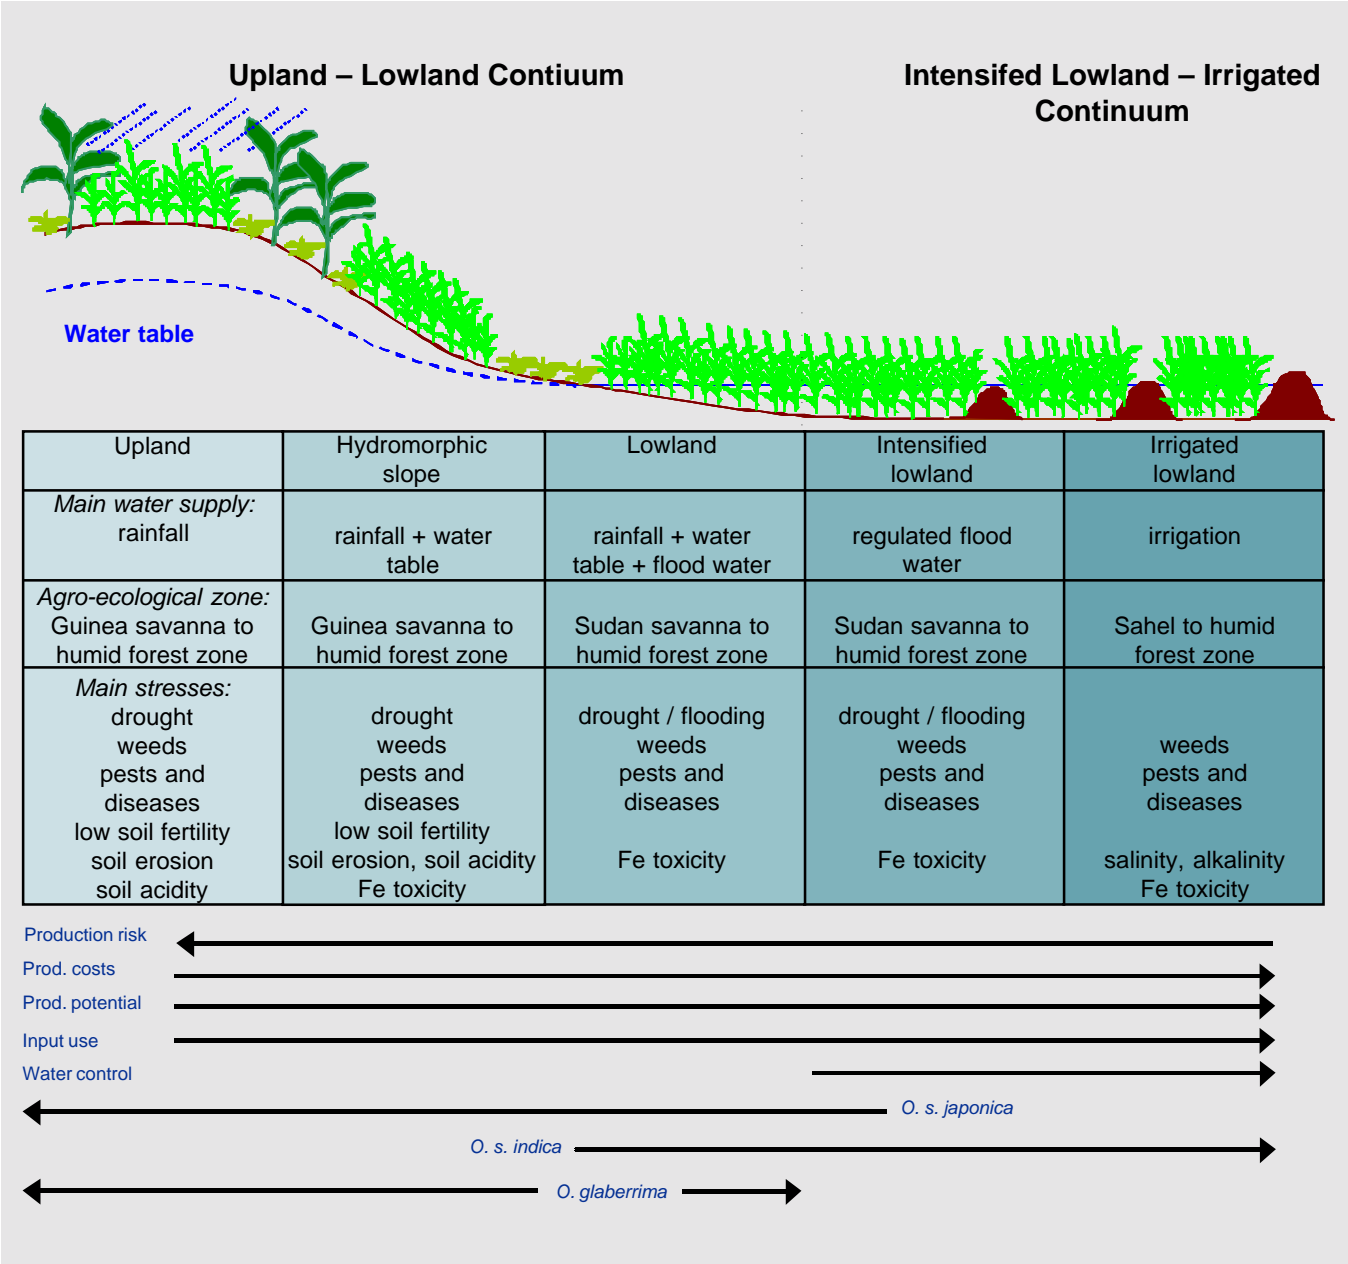 Upland – Lowland Contiuum
Intensifed Lowland – Irrigated
Continuum
Water table
Upland
Hydromorphic
slope
Lowland
Intensified
lowland
Irrigated
lowland
Main water supply:
rainfall
rainfall + water
table
rainfall + water
table + flood water
regulated flood
water
irrigation
Agro-ecological zone:
Guinea savanna to
humid forest zone
Guinea savanna to
humid forest zone
Sudan savanna to
humid forest zone
Sudan savanna to
humid forest zone
Sahel to humid
forest zone
Main stresses:
drought
weeds
pests and
diseases
low soil fertility
soil erosion
soil acidity
drought
weeds
pests and
diseases
low soil fertility
soil erosion, soil acidity
Fe toxicity
drought / flooding
weeds
pests and
diseases
Fe toxicity
drought / flooding
weeds
pests and
diseases
Fe toxicity
weeds
pests and
diseases
salinity, alkalinity
Fe toxicity
Production risk
Prod. costs
Prod. potential
Input use
Water control
O. s. japonica
O. s. indica
O. glaberrima